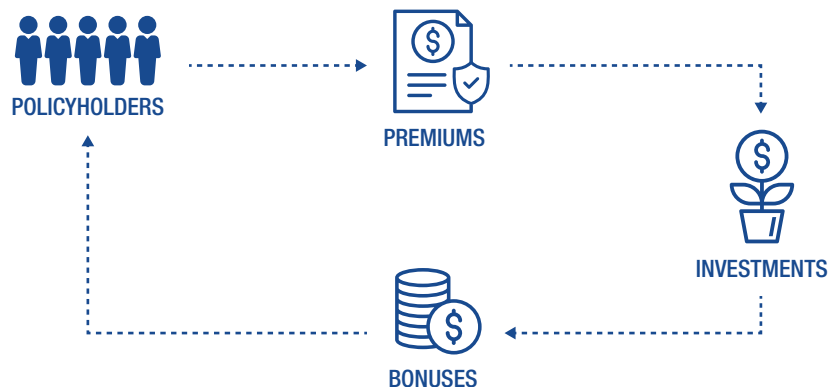 POLICYHOLDERS
$
PREMIUMS
$
INVESTMENTS
$
BONUSES